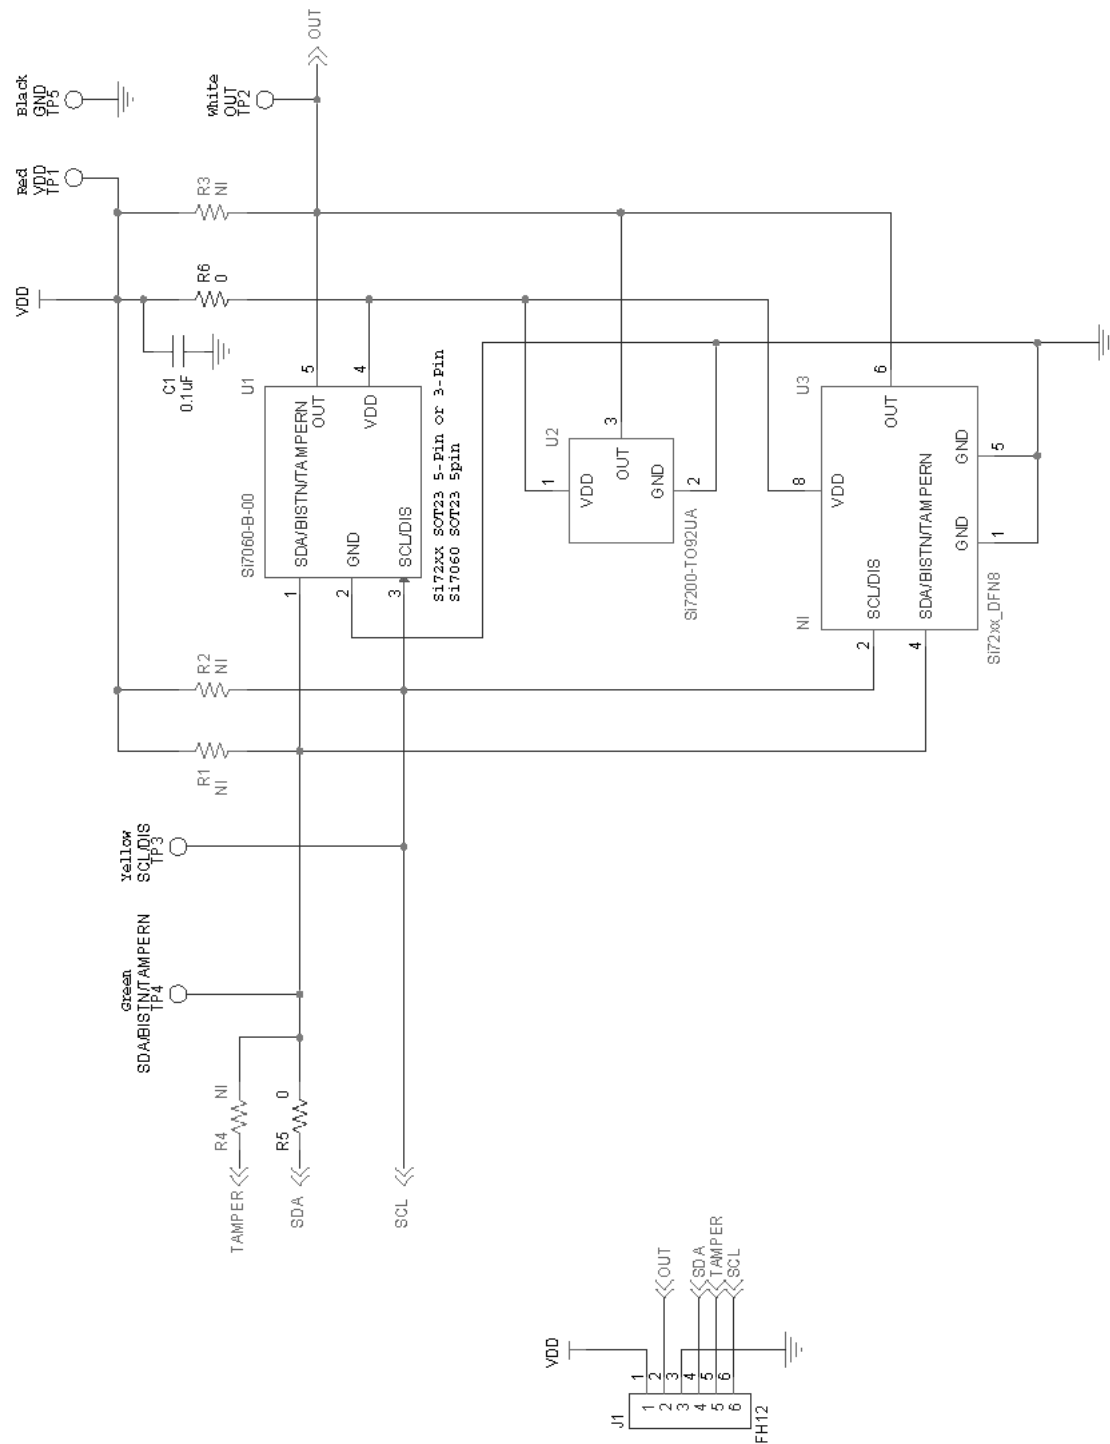 Black
GND
TP5
Red
VDD
TP1
VDD
White
OUT
TP2
OUT
R3
NI
R6
0
C1
0.1uF
U1
5
4
OUT
VDD
SDA/BISTN/TAMPERN
GND
SCL/DIS
Si7060-B-00
1
2
3
Si72XX SOT23 5-Pin or 3-Pin
Si7060 SOT23 5pin
U2
3
1
VDD
OUT
GND
2
Si7200-TO92UA
U3
6
OUT
8
VDD
GND
5
GND
1
SCL/DIS
SDA/BISTN/TAMPERN
NI
2
4
Si72xx_DFN8
R2
NI
R1
NI
Yellow
SCL/DIS
TP3
Green
SDA/BISTN/TAMPERN
TP4
R4
NI
R5
0
TAMPER
SDA
SCL
VDD
OUT
SDA
TAMPER
SCL
J1
1
2
3
4
5
6
1
2
3
4
5
6
FH12